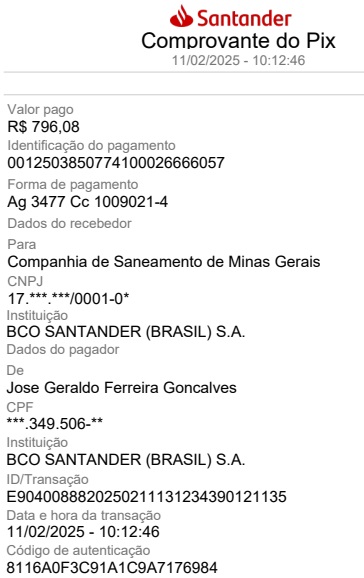 Santander
Comprovante do Pix
11/02/2025 - 10:12:46
Valor pago
R$ 796,08
Identificação do pagamento
0012503850774100026666057
Forma de pagamento
Ag 3477 Cc 1009021-4
Dados do recebedor
Para
Companhia de Saneamento de Minas Gerais
CNPJ
17.***.***/0001-0*
Instituição
BCO SANTANDER (BRASIL) S.A.
Dados do pagador
De
Jose Geraldo Ferreira Goncalves
CPF
***.349.506-**
Instituição
BCO SANTANDER (BRASIL) S.A.
ID/Transação
E9040088820250211131234390121135
Data e hora da transação
11/02/2025 - 10:12:46
Código de autenticação
8116A0F3C91A1C9A7176984